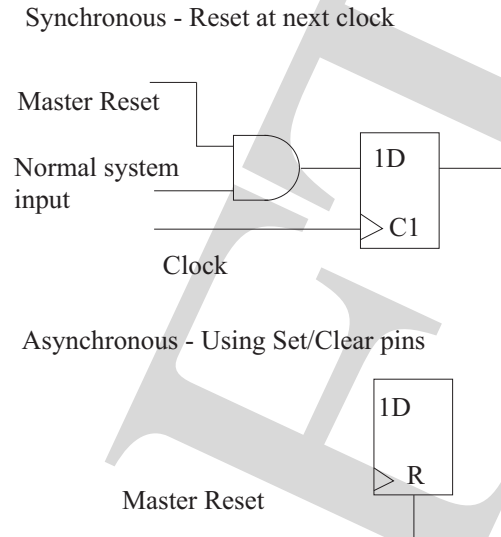 Synchronous - Reset at next clock
Master Reset
Normal system
input
1D
C1
Clock
Asynchronous - Using Set/Clear pins
1D
R
Master Reset